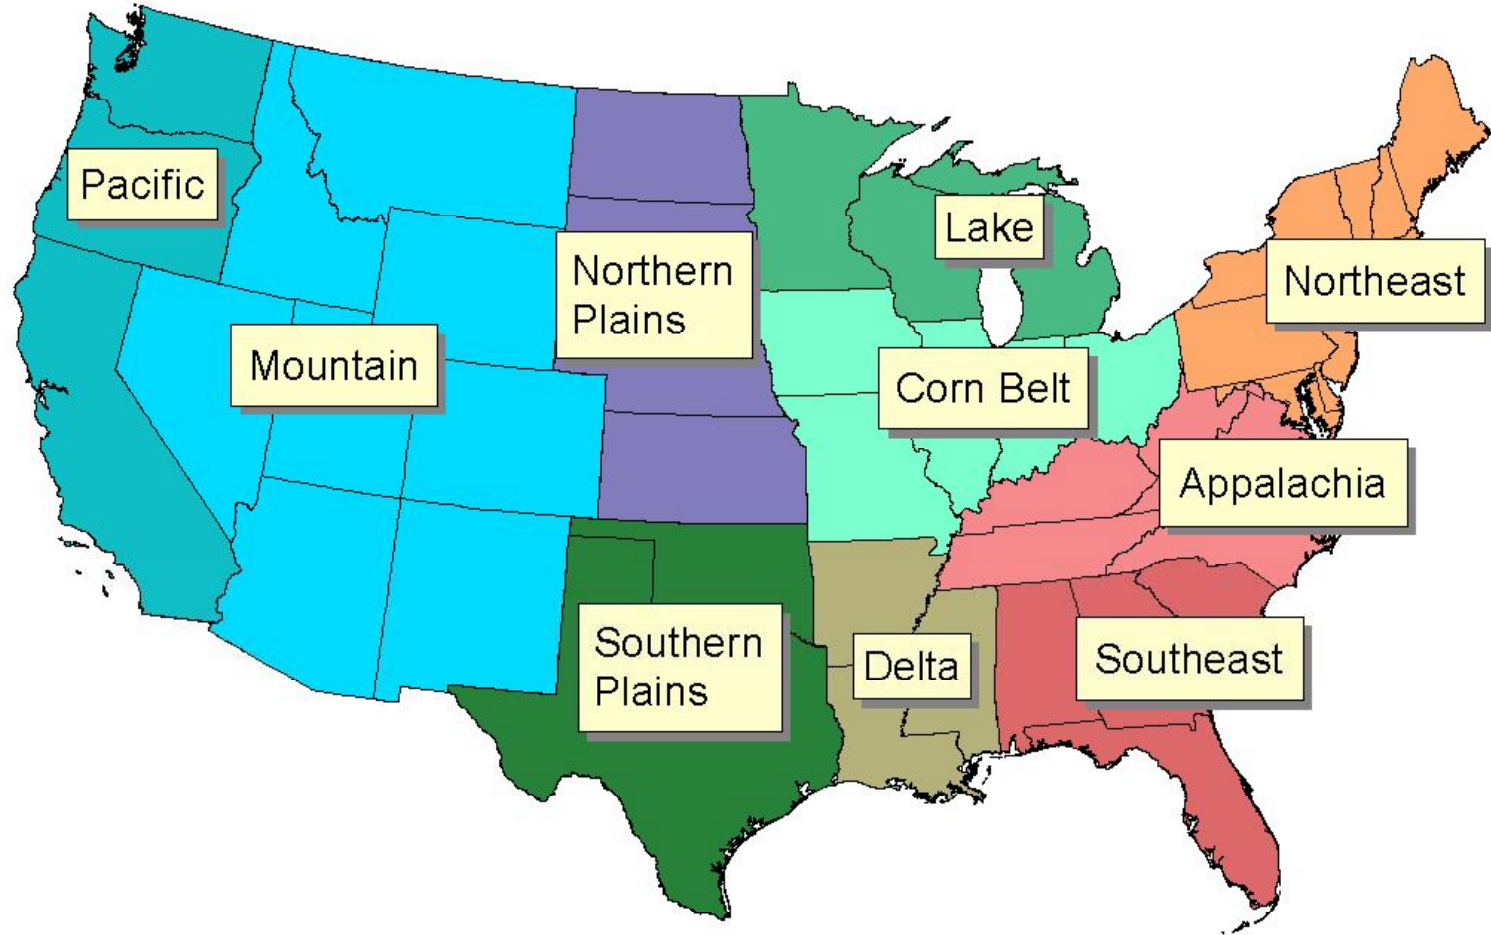 Pacific
Lake
Northern
Plains
Northeast
Mountain
Corn Belt
Appalachia
Southern
Plains
Delta
Southeast